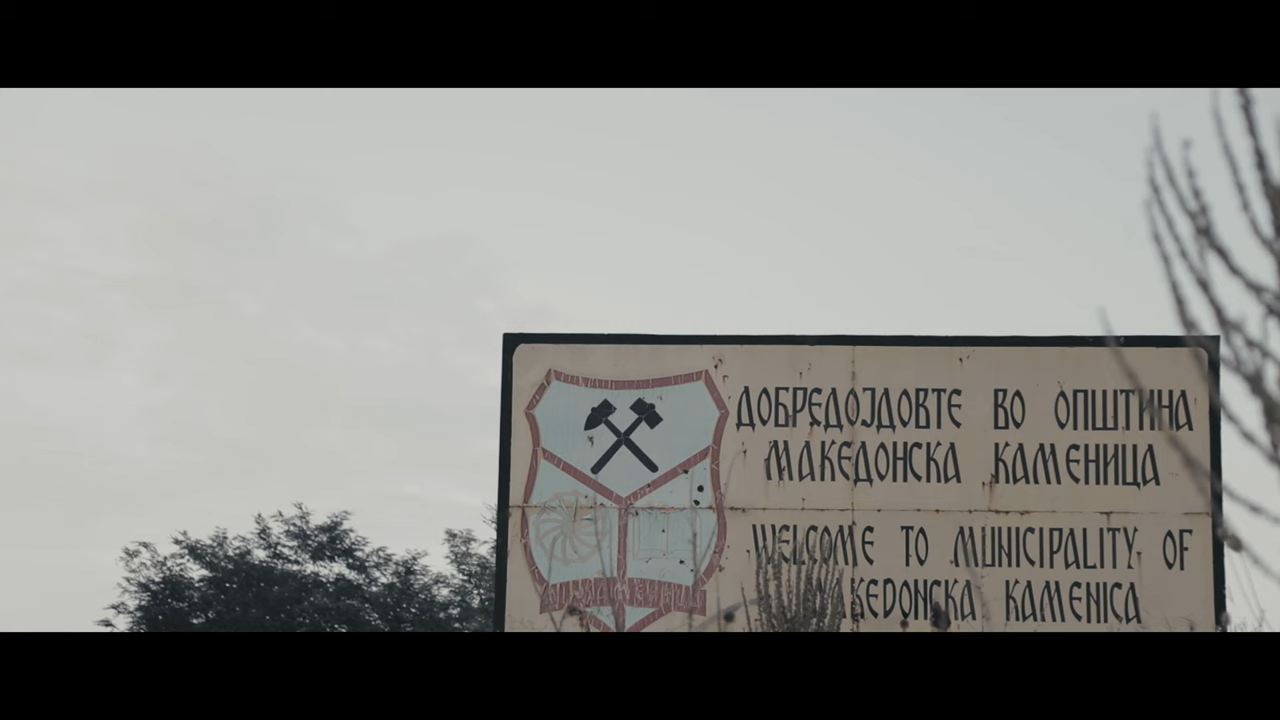 ДОБРЕДОЈДОВТЕ ВО ОПШТИНА
МАКЕДОНСКА КАМЕНИЦА
WELCOME TO MUNICIPALITY OF
KAMENICA